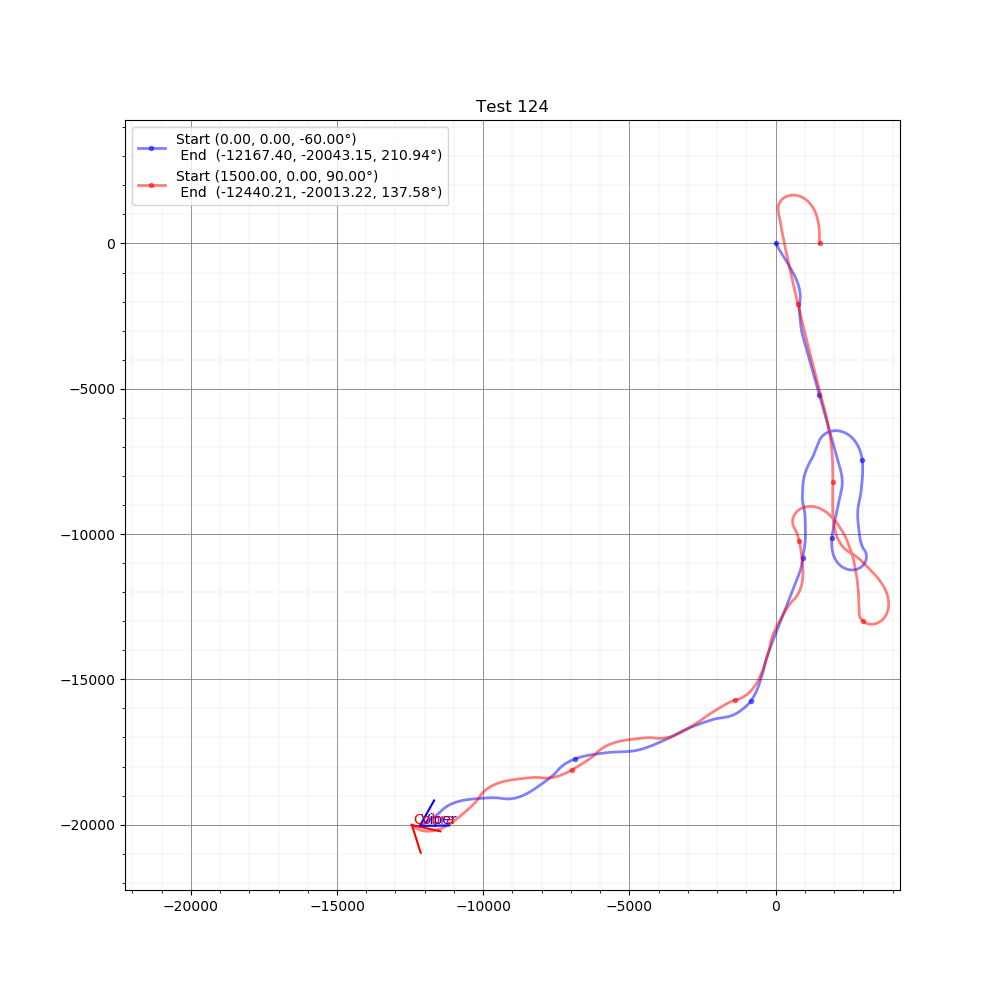 Test 124
Start (0.00, 0.00, -60.00°)
End (-12167.40, -20043.15, 210.94°)
Start (1500.00, 0.00, 90.00°)
End (-12440.21, -20013.22, 137.58°)
0
−5000
−10000
−15000
−20000
Viper
−20000
−15000
−10000
−5000
0